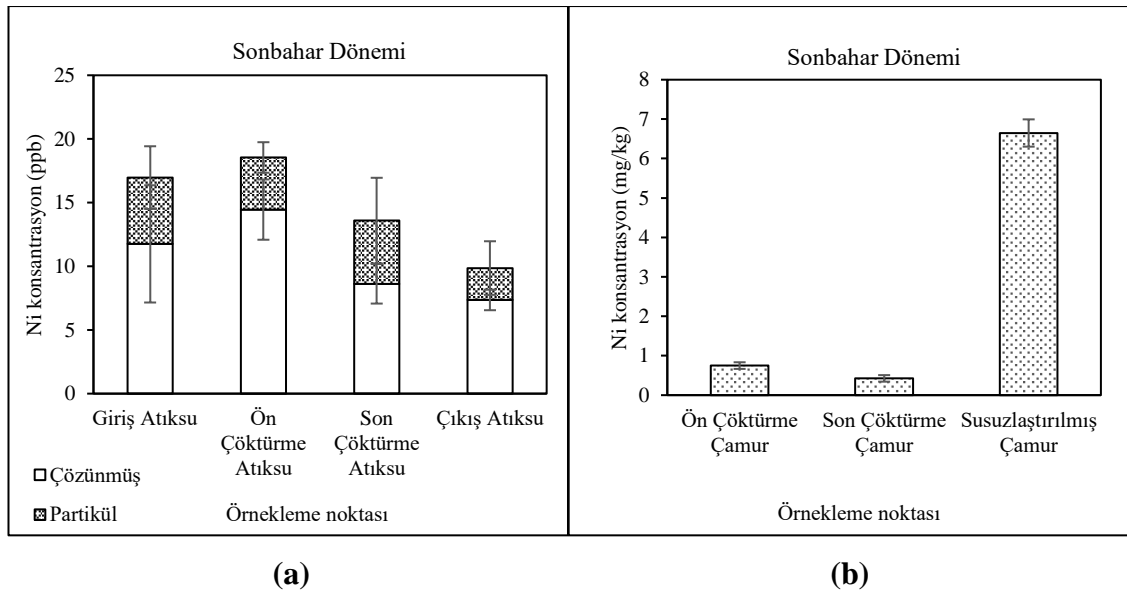 Sonbahar Dönemi
Ni konsantrasyon (ppb)
25
20
15
10
5
0
Giriş Atıksu
Ön
Çöktürme
Atıksu
Son
Çöktürme
Atıksu
Çıkış Atıksu
Çözünmüş
Partikül
Örnekleme noktası
(a)
Sonbahar Dönemi
Ni konsantrasyon (mg/kg)
8
7
6
5
4
3
2
1
0
Ön Çöktürme
Çamur
Son Çöktürme
Çamur
Susuzlaştırılmış
Çamur
Örnekleme noktası
(b)